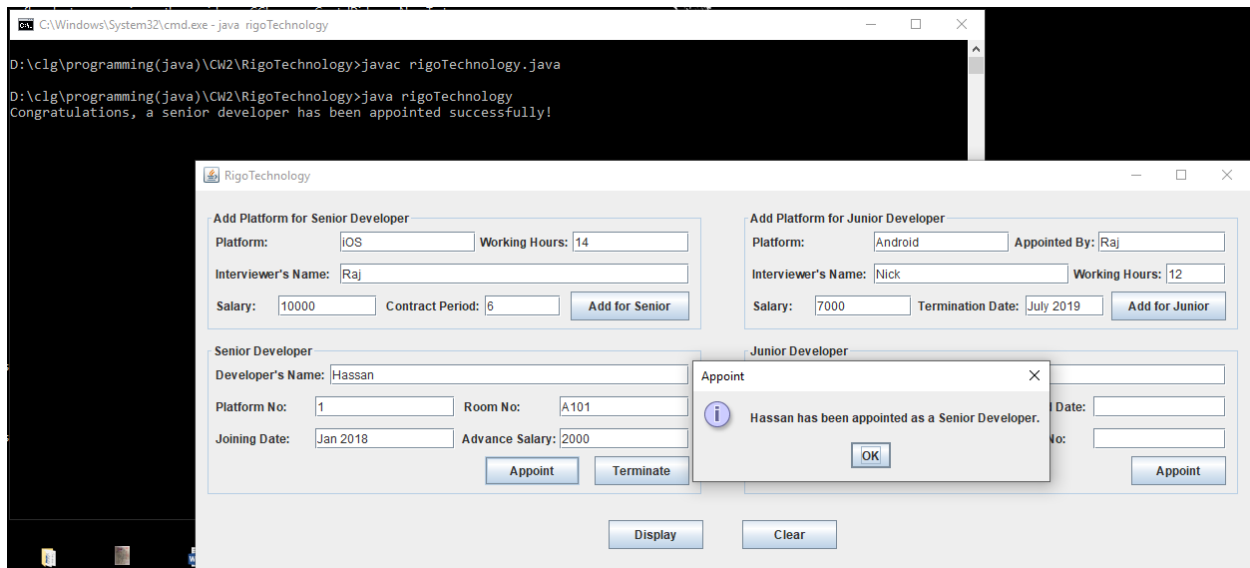 C:\Windows\System32\cmd.exe - java rigoTechnology
D:\clg\programming(java)\CW2\RigoTechnology>javac rigoTechnology.java
D:\clg\programming(java)\CW2\RigoTechnology>java rigoTechnology
Congratulations, a senior developer has been appointed successfully!
RigoTechnology
Add Platform for Senior Developer
Platform: iOS Working Hours: 14
Interviewer's Name: Raj
Salary: 10000 Contract Period: 6 Add for Senior
Add Platform for Junior Developer
Platform: Android Appointed By: Raj
Interviewer's Name: Nick Working Hours: 12
Salary: 7000 Termination Date: July 2019 Add for Junior
Senior Developer
Developer's Name: Hassan
Platform No: 1 Room No: A101
Joining Date: Jan 2018 Advance Salary: 2000
Appoint Terminate
Junior Developer
Date:
No:
Appoint
Appoint
Hassan has been appointed as a Senior Developer.
OK
Display Clear